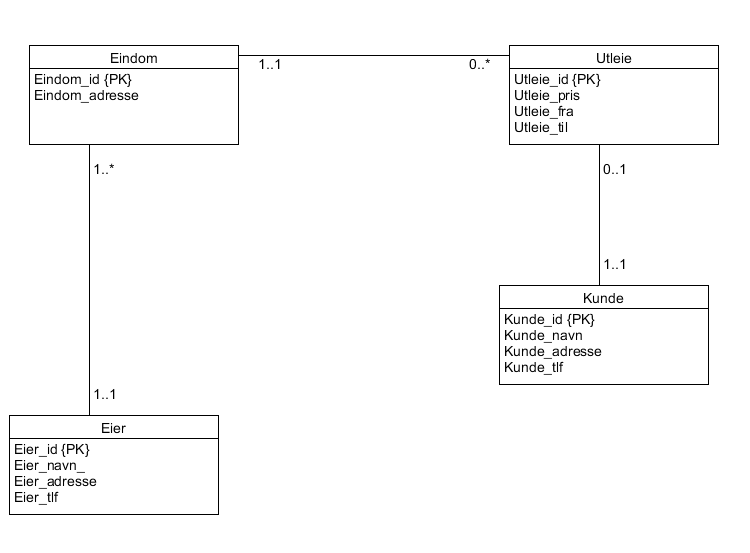 Eindom
Eindom_id {PK}
Eindom_adresse
1..1
0..*
Utleie
Utleie_id {PK}
Utleie_pris
Utleie_fra
Utleie_til
1..*
0..1
1..1
Kunde
Kunde_id {PK}
Kunde_navn
Kunde_adresse
Kunde_tlf
1..1
Eier
Eier_id {PK}
Eier_navn_
Eier_adresse
Eier_tlf